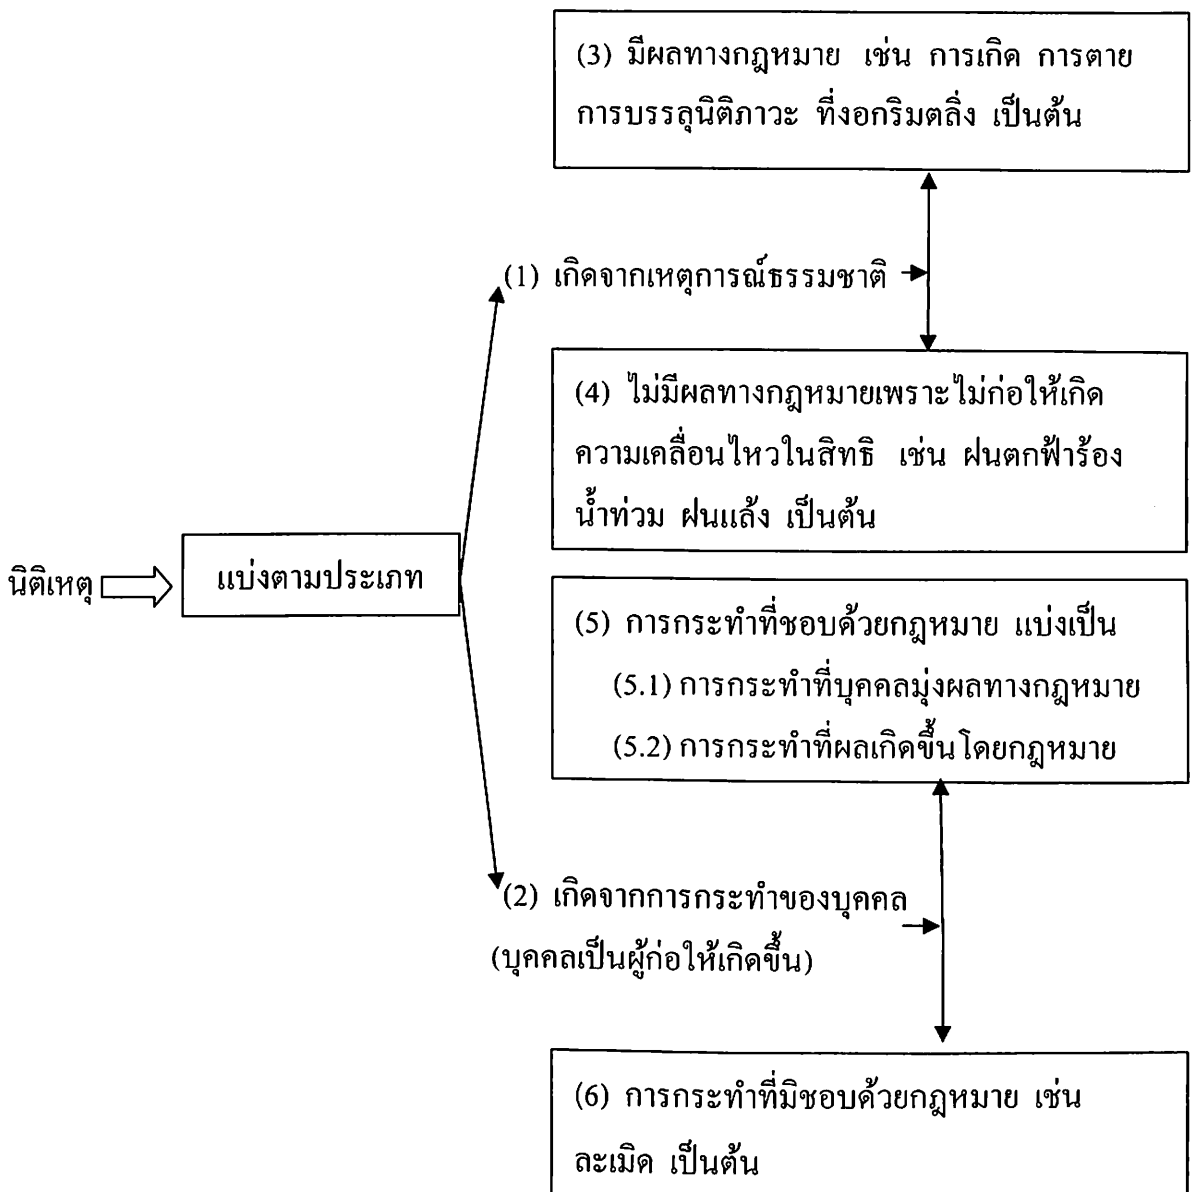 (3) มีผลทางกฎหมาย เช่น การเกิด การตาย
การบรรลุนิติภาวะ ที่งอกริมตลิ่ง เป็นต้น
(1) เกิดจากเหตุการณ์ธรรมชาติ
(4) ไม่มีผลทางกฎหมายเพราะไม่ก่อให้เกิด
ความเคลื่อนไหวในสิทธิ เช่น ฝนตกฟ้าร้อง
น้ำท่วม ฝนแล้ง เป็นต้น
นิติเหตุ
แบ่งตามประเภท
(5) การกระทำที่ชอบด้วยกฎหมาย แบ่งเป็น
(5.1) การกระทำที่บุคคลมุ่งผลทางกฎหมาย
(5.2) การกระทำที่ผลเกิดขึ้นโดยกฎหมาย
(2) เกิดจากการกระทำของบุคคล
(บุคคลเป็นผู้ก่อให้เกิดขึ้น)
(6) การกระทำที่มิชอบด้วยกฎหมาย เช่น
ละเมิด เป็นต้น